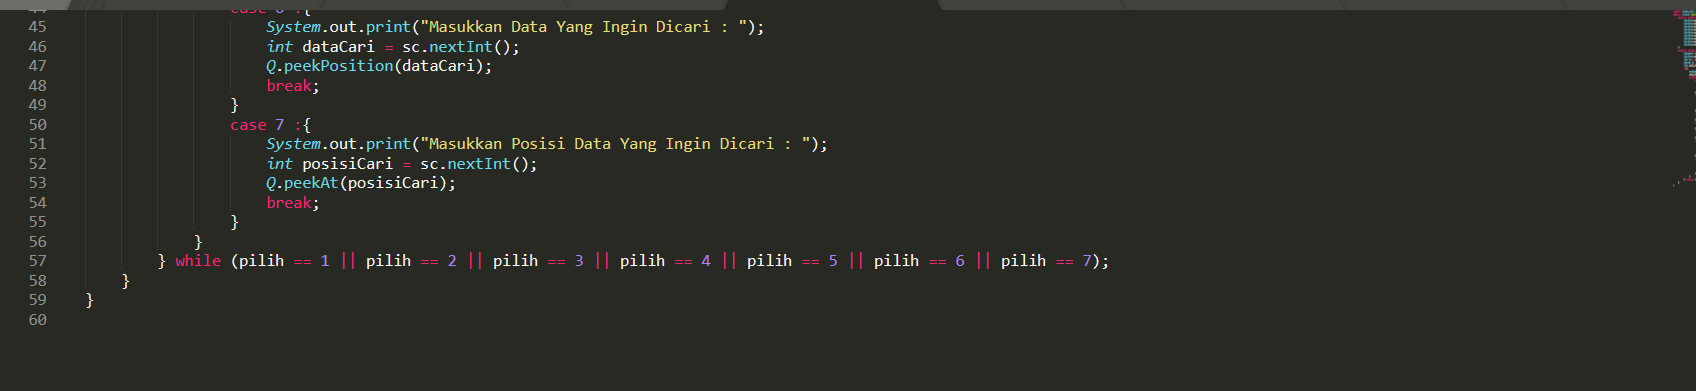 45 System.out.print("Masukkan Data Yang Ingin Dicari : ");
46 int dataCari = sc.nextInt();
47 Q.peekPosition(dataCari);
48 break;
49 }
50 case 7 :{
51 System.out.print("Masukkan Posisi Data Yang Ingin Dicari : ");
52 int posisiCari = sc.nextInt();
53 Q.peekAt(posisiCari);
54 break;
55 }
56 }
57 } while (pilih == 1 || pilih == 2 || pilih == 3 || pilih == 4 || pilih == 5 || pilih == 6 || pilih == 7);
58 }
59 }
60